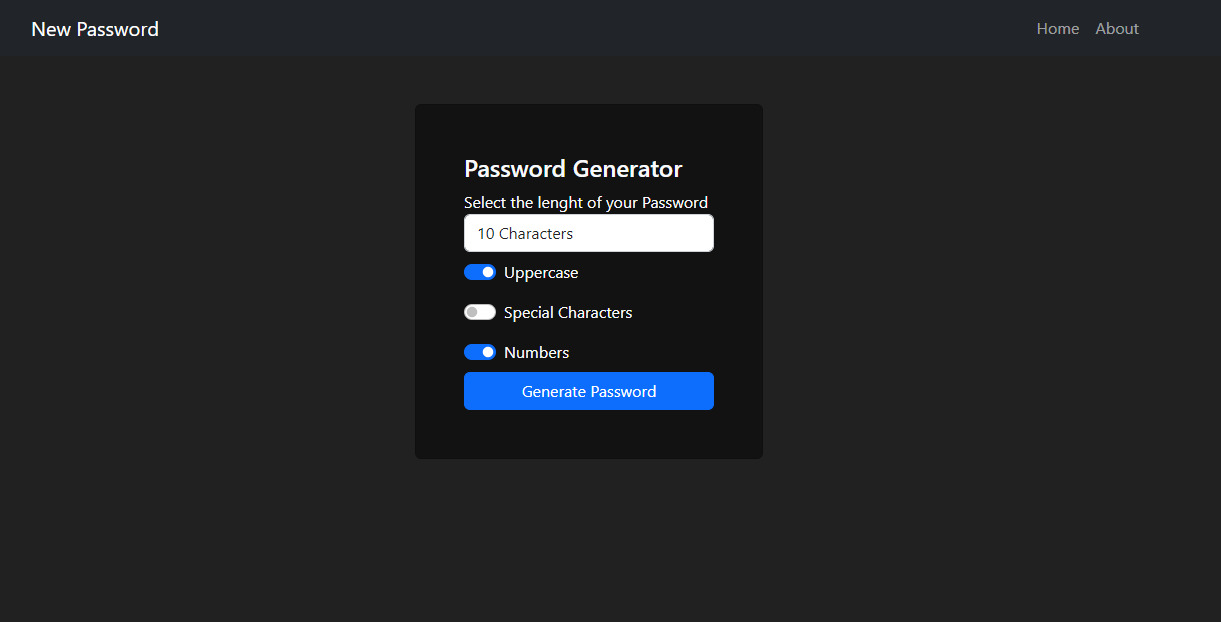 New Password
Home
About
Password Generator
Select the lenght of your Password
10 Characters
Uppercase
Special Characters
Numbers
Generate Password